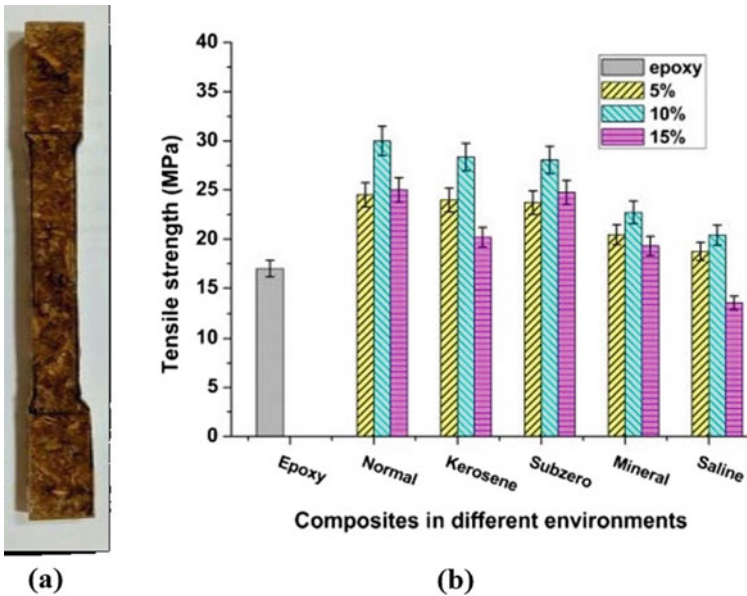 40
35
30
25
20
15
10
5
0
Tensile strength (MPa)
epoxy
5%
10%
15%
Epoxy
Normal
Kerosene
Subzero
Mineral
Saline
Composites in different environments
(a)
(b)